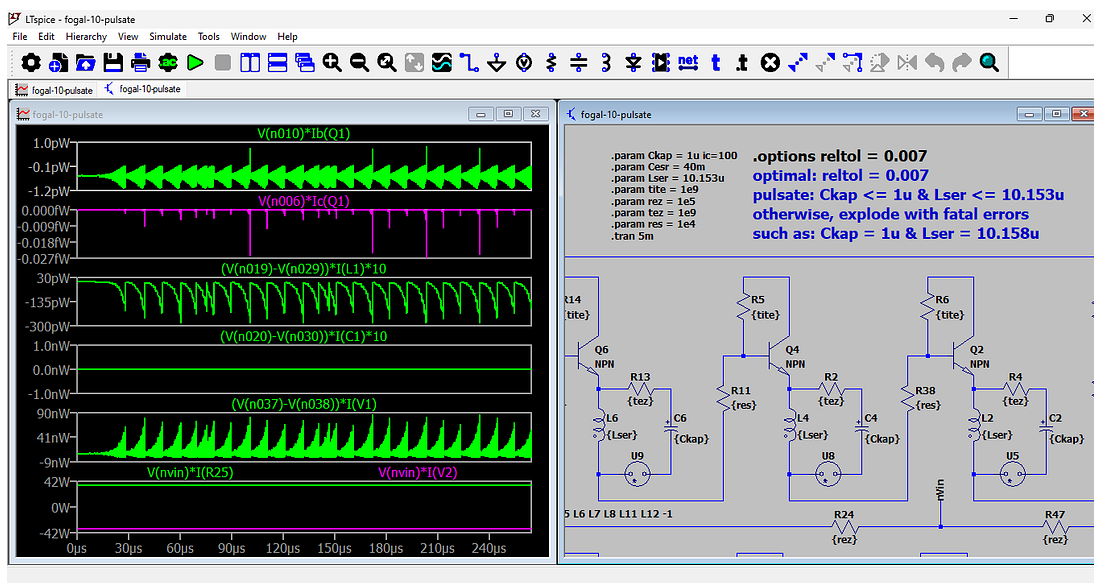 LTspice - fogal-10-pulsate
File Edit Hierarchy View Simulate Tools Window Help
net t .t
fogal-10-pulsate fogal-10-pulsate
fogal-10-pulsate
V(n010)*Ib(Q1)
1.0pW
-0.1pW
-1.2pW
V(n006)*Ic(Q1)
0.000fW
-0.009fW
-0.018fW
-0.027fW
(V(n019)-V(n029))*I(L1)*10
30pW
-135pW
-300pW
(V(n020)-V(n030))*I(C1)*10
1.0nW
0.0nW
-1.0nW
(V(n037)-V(n038))*I(V1)
90nW
41nW
-9nW
V(nvin)*I(R25) V(nvin)*I(V2)
42W
0W
-42W
0µs 30µs 60µs 90µs 120µs 150µs 180µs 210µs 240µs
fogal-10-pulsate
.param Ckap = 1u ic=100
.param Cesr = 40m
.param Lser = 10.153u
.param tite = 1e9
.param rez = 1e5
.param tez = 1e9
.param res = 1e4
.tran 5m
.options reltol = 0.007
optimal: reltol = 0.007
pulsate: Ckap <= 1u & Lser <= 10.153u
otherwise, explode with fatal errors
such as: Ckap = 1u & Lser = 10.158u
R14 R5 R6
{tite} {tite} {tite}
Q6 Q4 Q2
NPN NPN NPN
R13 R2 R4
{tez} {tez} {tez}
R11 R38
{res} {res}
L6 C6 L4 C4 L2 C2
{Lser} {Ckap} {Lser} {Ckap} {Lser} {Ckap}
U9 U8 U5
nVin
5 L6 L7 L8 L11 L12 -1
R24 R47
{rez} {rez}